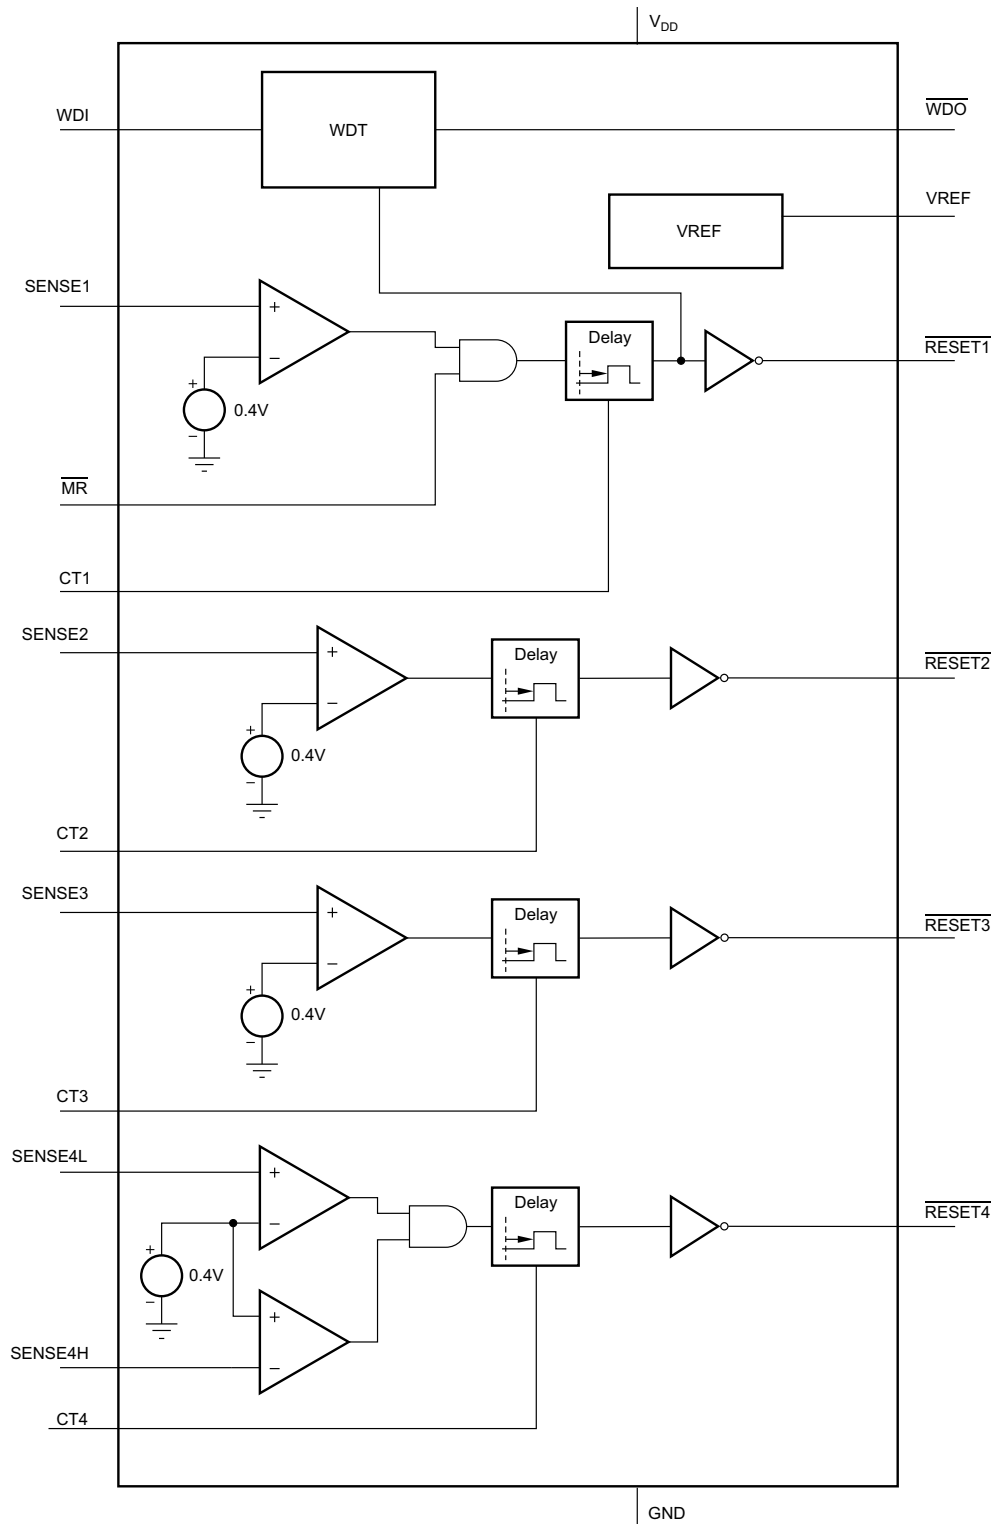 VDD
WDI
WDT
WDO
VREF
VREF
SENSE1
+
−
+
0.4V
−
Delay
RESET1
MR
CT1
SENSE2
+
−
+
0.4V
−
Delay
RESET2
CT2
SENSE3
+
−
+
0.4V
−
Delay
RESET3
CT3
SENSE4L
+
−
+
0.4V
−
+
−
Delay
RESET4
SENSE4H
CT4
GND